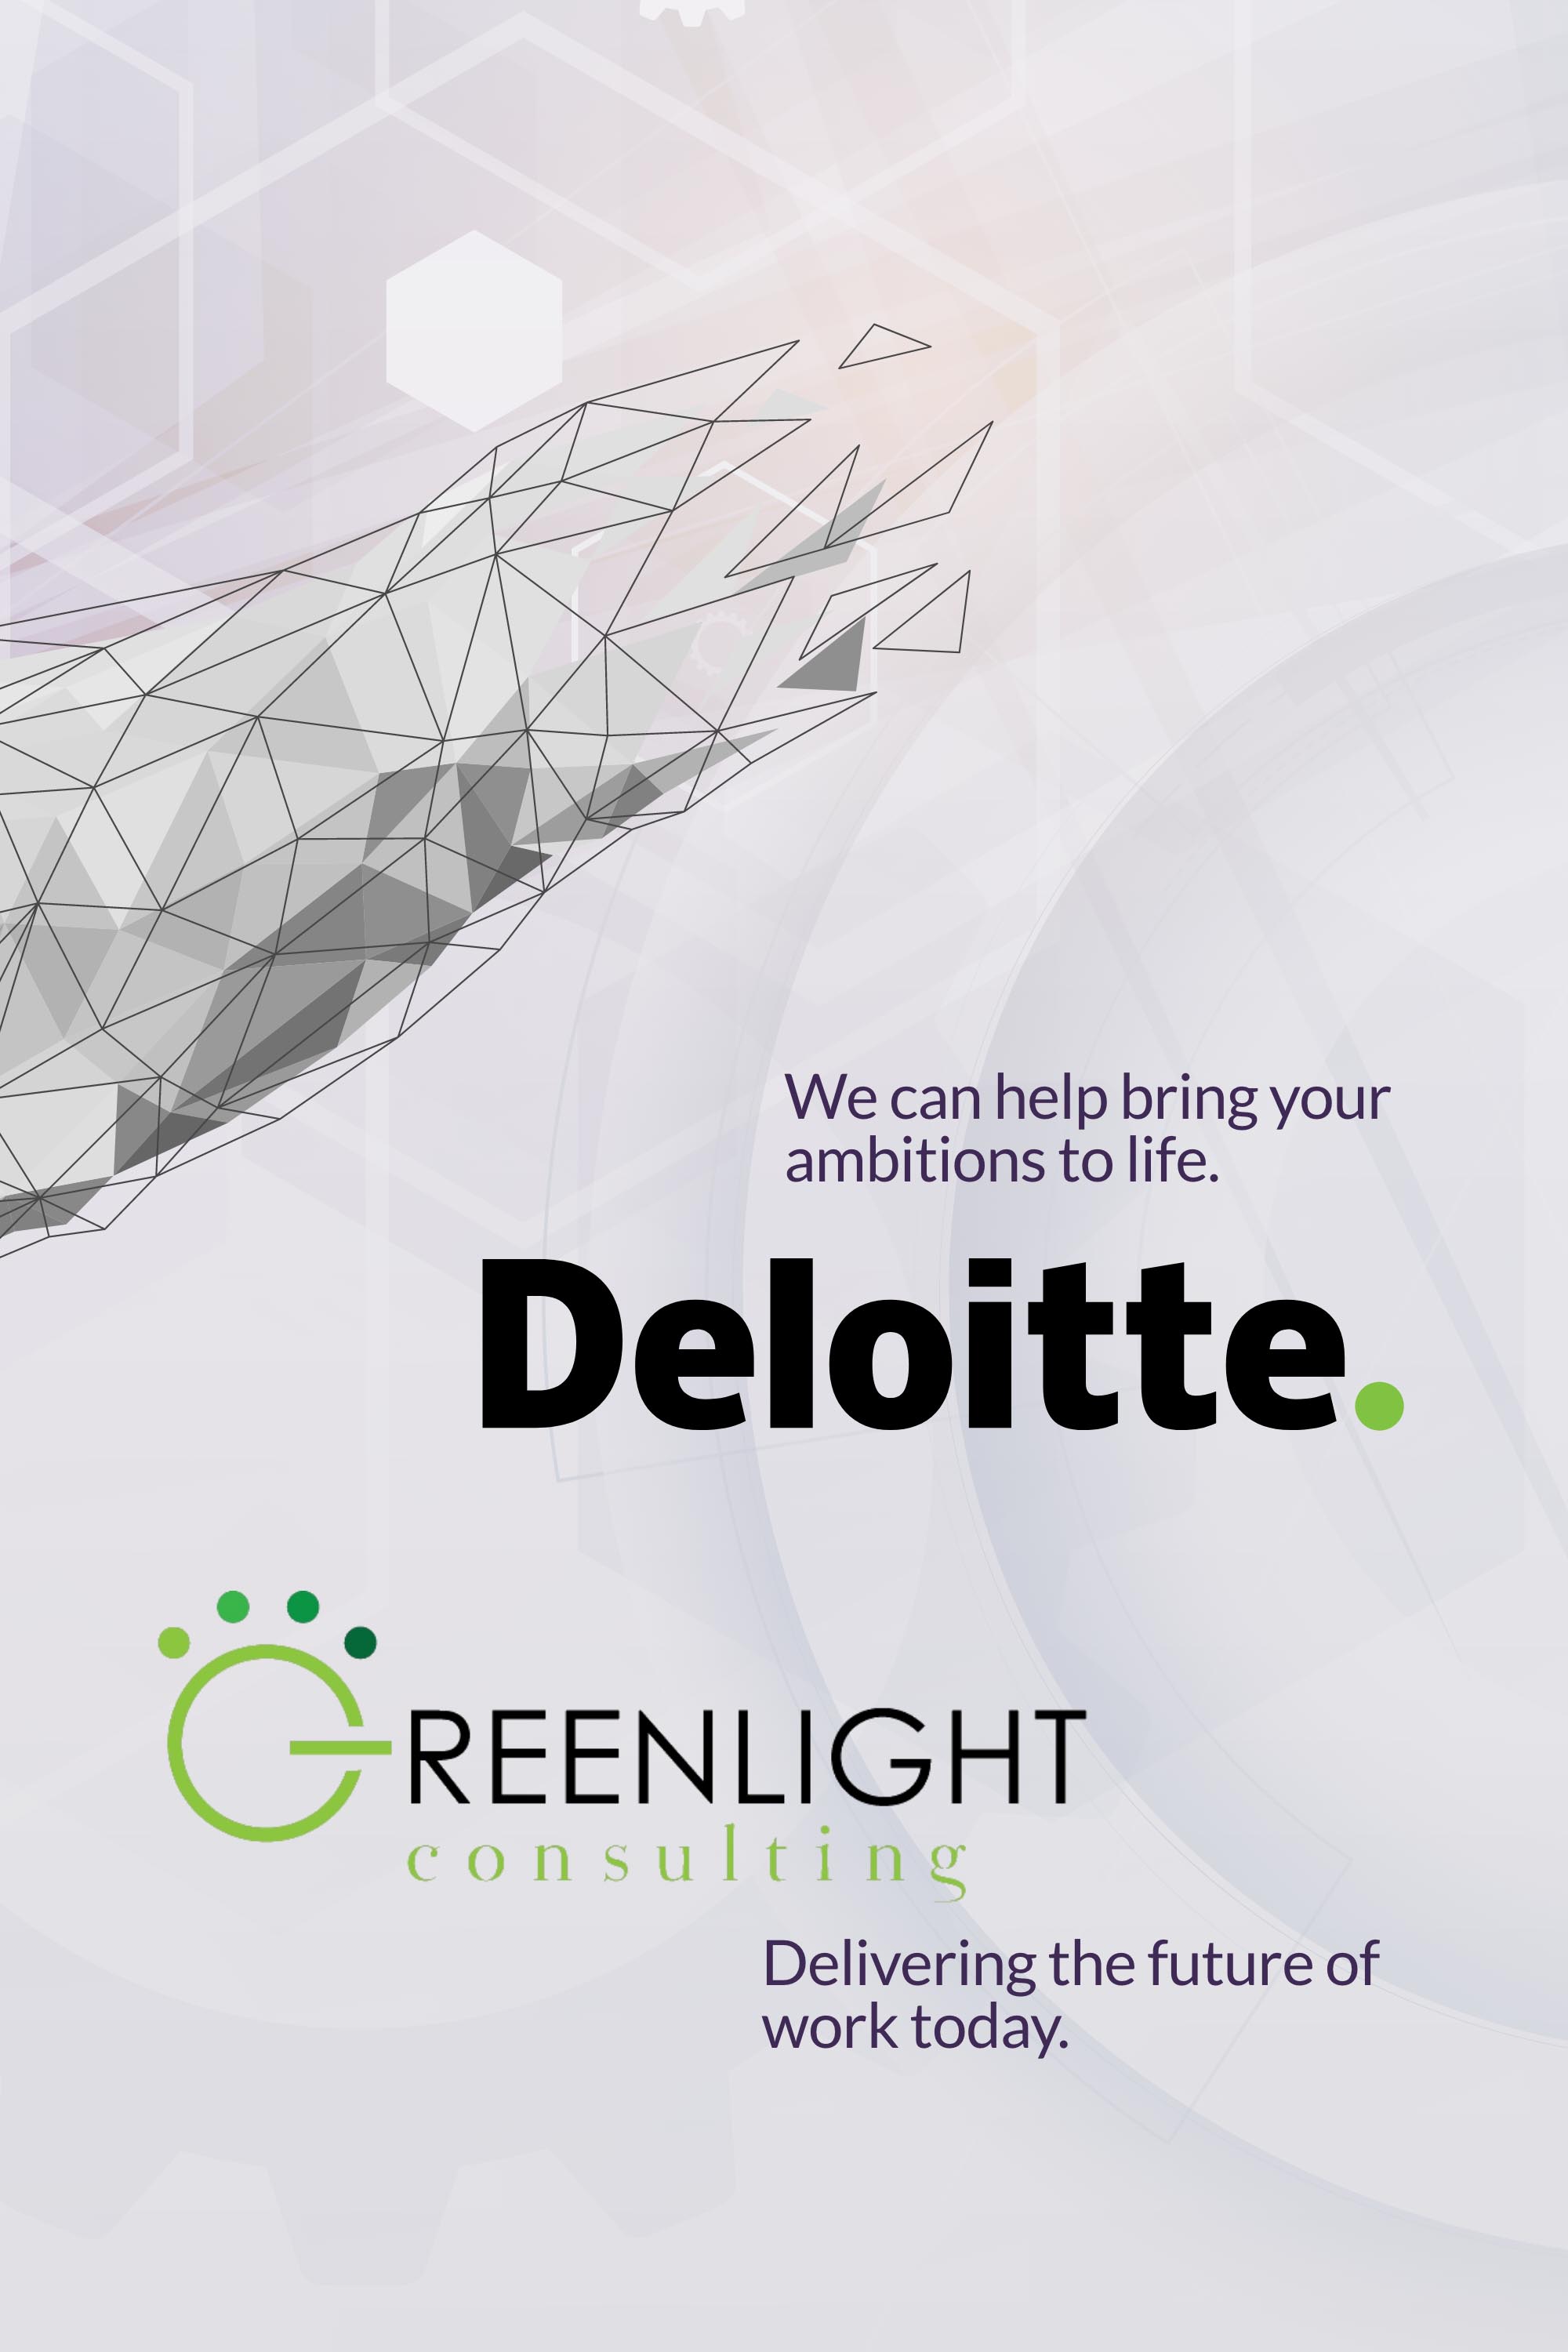 We can help bring your
ambitions to life.
Deloitte.
GREENLIGHT
consulting
Delivering the future of
work today.